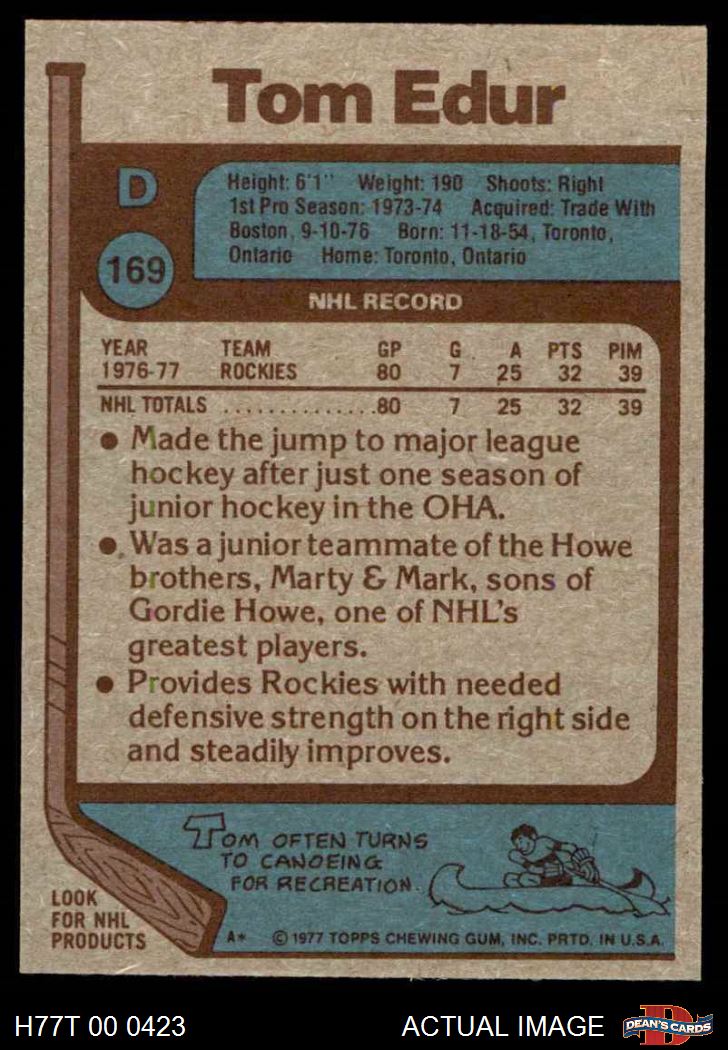 Tom Edur
D
Height: 6'1" Weight: 190 Shoots: Right
1st Pro Season: 1973-74 Acquired: Trade With
Boston, 9-10-76 Born: 11-18-54, Toronto,
Ontario Home: Toronto, Ontario
169
NHL RECORD
YEAR TEAM GP G A PTS PIM
1976-77 ROCKIES 80 7 25 32 39
NHL TOTALS ..............80 7 25 32 39
● Made the jump to major league
hockey after just one season of
junior hockey in the OHA.
● Was a junior teammate of the Howe
brothers, Marty & Mark, sons of
Gordie Howe, one of NHL's
greatest players.
● Provides Rockies with needed
defensive strength on the right side
and steadily improves.
TOM OFTEN TURNS
TO CANOEING
FOR RECREATION.
LOOK
FOR NHL
PRODUCTS
A* © 1977 TOPPS CHEWING GUM, INC. PRTD. IN U.S.A.
H77T 00 0423 ACTUAL IMAGE
D
DEAN'S CARDS